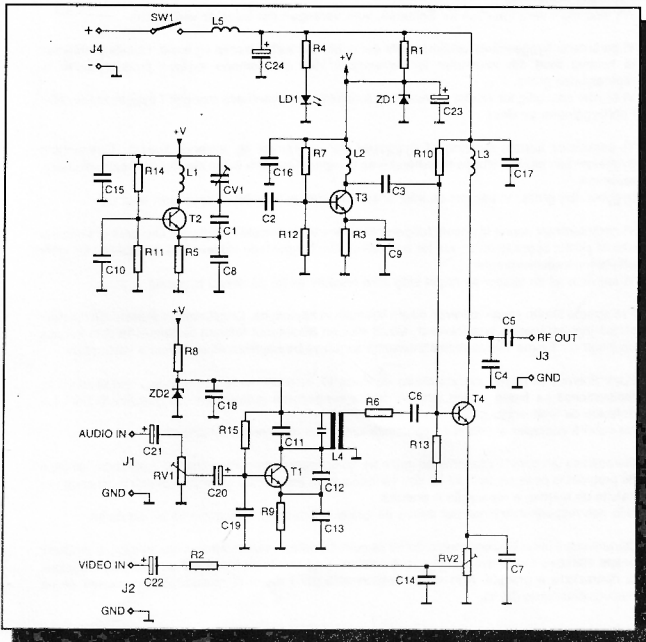 SW1 L5
+
J4
-
C24
R4
+V
R1
LD1
ZD1
C23
+V
C15 R14 L1 CV1
C16 R7 L2 C3 R10 L3 C17
T2 C2 T3
C1
C10 R11 R5 C8
R12 R3 C9
+V
R8
C5 RF OUT
J3
C4 GND
ZD2 C18
R6 C6
T4
AUDiO IN
C21
R15 C11 L4 R13
J1
RV1 C20 T1
C12
GND
C19 R9 C13
VIDEO IN
C22 R2
RV2 C7
C14
J2
GND